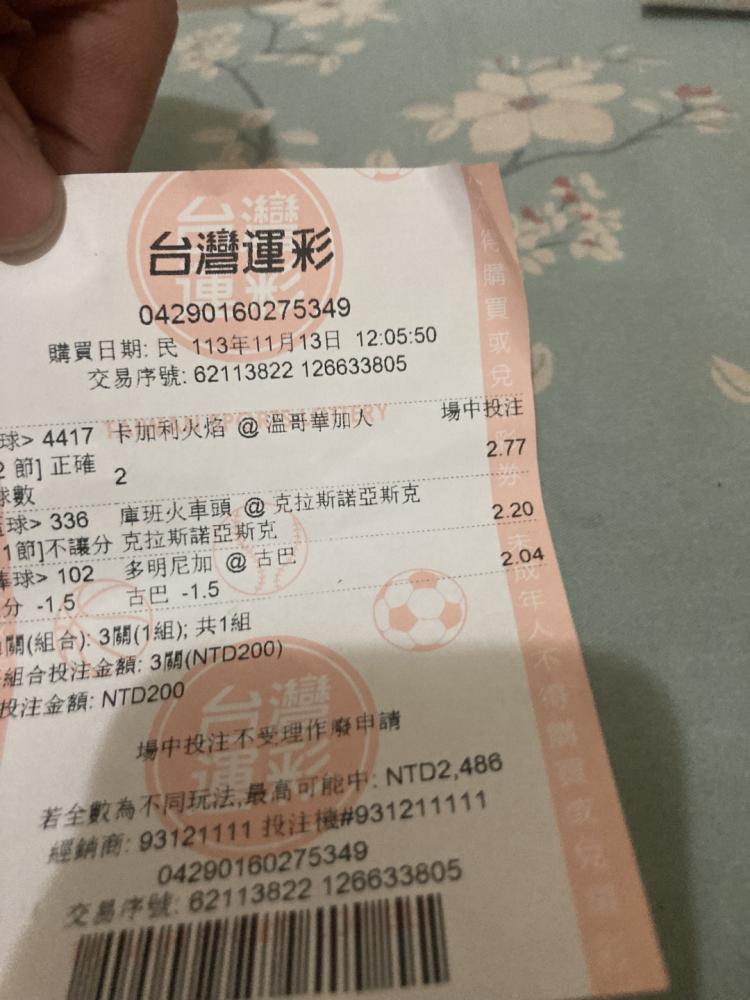 台灣運彩
04290160275349
購買日期: 民 113年11月13日 12:05:50
交易序號: 62113822 126633805
場中投注
球> 4417 卡加利火焰 @ 溫哥華加人
2.77
2 節] 正確 2
球數
球> 336 庫班火車頭 @ 克拉斯諾亞斯克
2.20
1節]不讓分 克拉斯諾亞斯克
棒球> 102 多明尼加 @ 古巴
2.04
分 -1.5 古巴 -1.5
關(組合): 3關(1組); 共1組
組合投注金額: 3關(NTD200)
投注金額: NTD200
場中投注不受理作廢申請
若全數為不同玩法,最高可能中: NTD2,486
經銷商: 93121111 投注機#931211111
04290160275349
交易序號: 62113822 126633805
得購買或兌
券
未成年人不得購買或兌